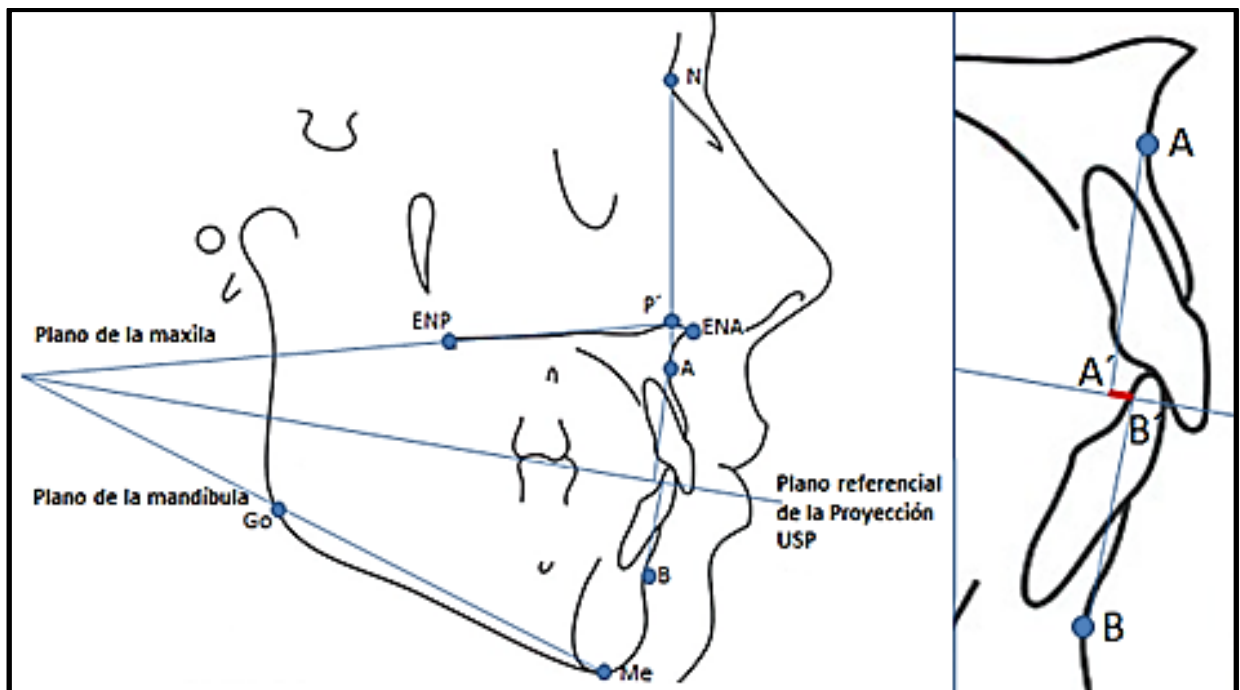 N
P´
ENA
ENP
Plano de la maxila
A
Plano de la mandíbula
Go
Plano referencial
de la Proyección
USP
B
Me
A
A´
B´
B